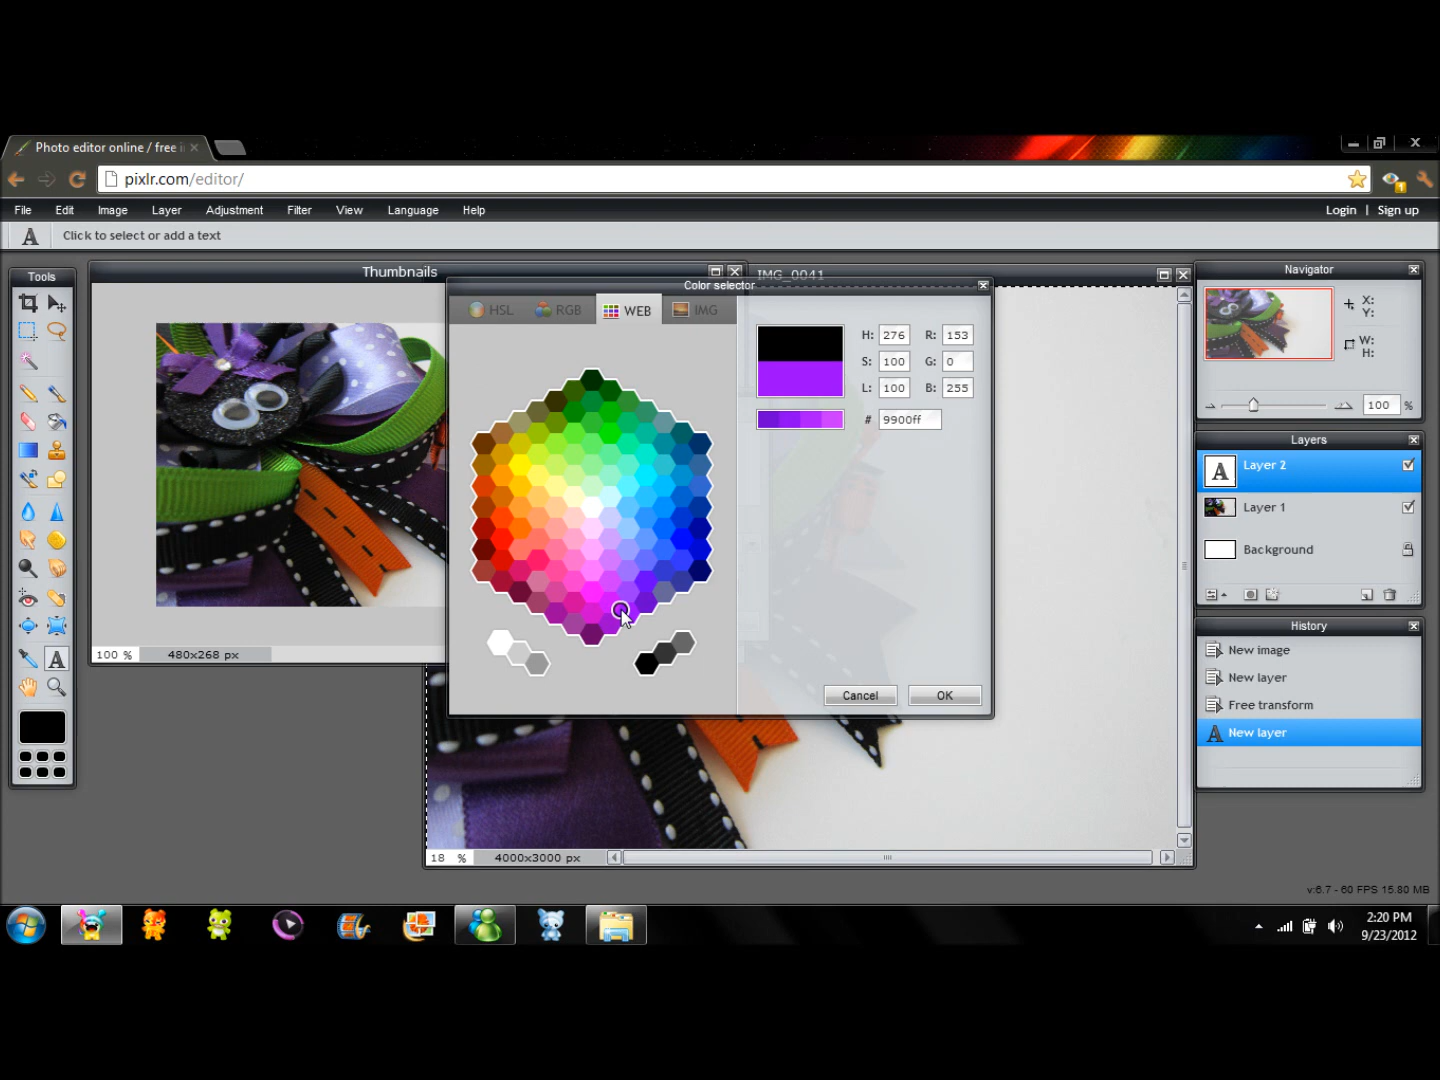 Photo editor online / free i
pixlr.com/editor/
File Edit Image Layer Adjustment Filter View Language Help Login | Sign up
Click to select or add a text
Tools
Thumbnails
IMG_0041
Color selector
HSL RGB WEB IMG
H: 276 R: 153
S: 100 G: 0
L: 100 B: 255
# 9900ff
Cancel OK
100 % 480x268 px
18 % 4000x3000 px
Navigator
X:
Y:
W:
H:
100 %
Layers
A Layer 2
Layer 1
Background
History
New image
New layer
Free transform
A New layer
v:6.7 - 60 FPS 15.80 MB
2:20 PM
9/23/2012